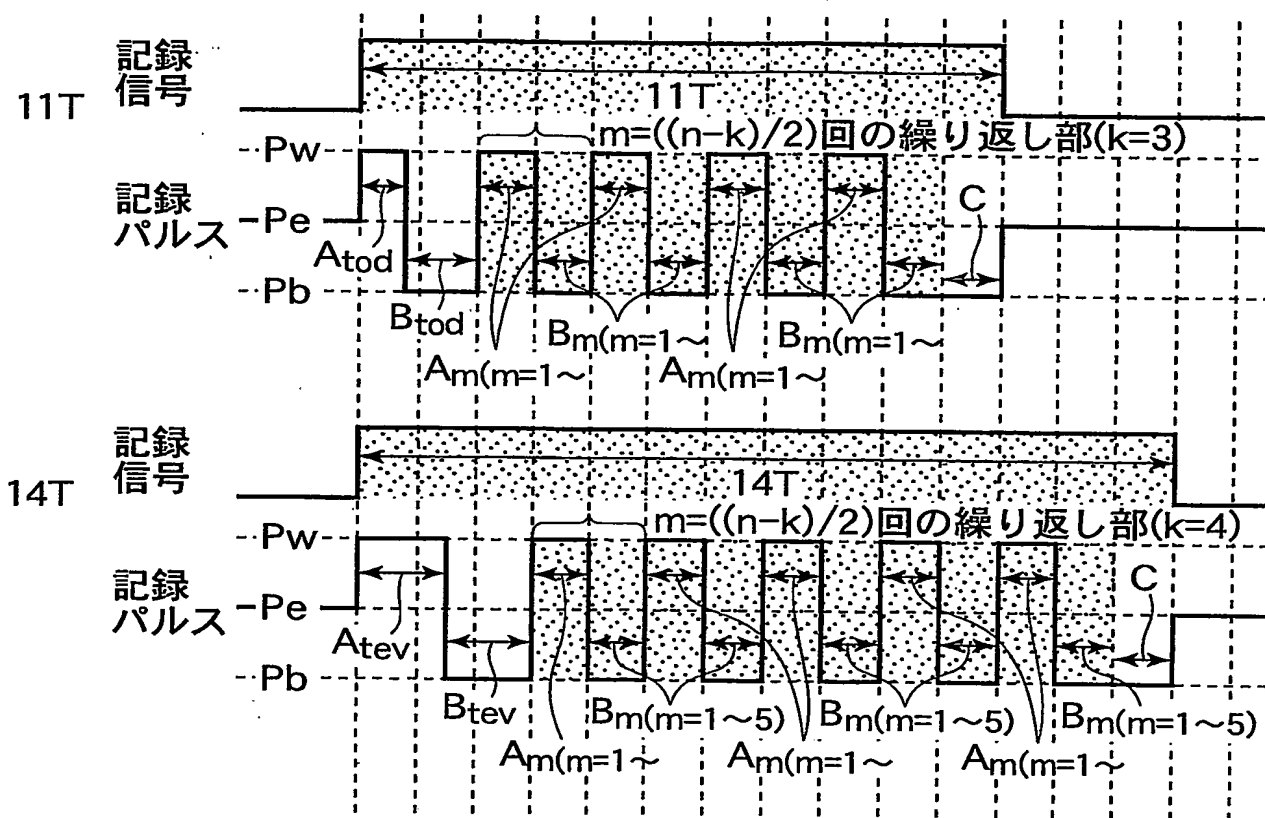 記録
信号
11T
11T
m=((n-k)/2)回の繰り返し部(k=3)
Pw
記録
パルス
Pe
Atod
C
Pb
Btod
Bm(m=1～
Bm(m=1～
Am(m=1～
Am(m=1～
記録
信号
14T
14T
m=((n-k)/2)回の繰り返し部(k=4)
Pw
記録
パルス
Pe
C
Atev
Pb
Btev
Bm(m=1～5)
Bm(m=1～5)
Bm(m=1～5)
Am(m=1～
Am(m=1～
Am(m=1～